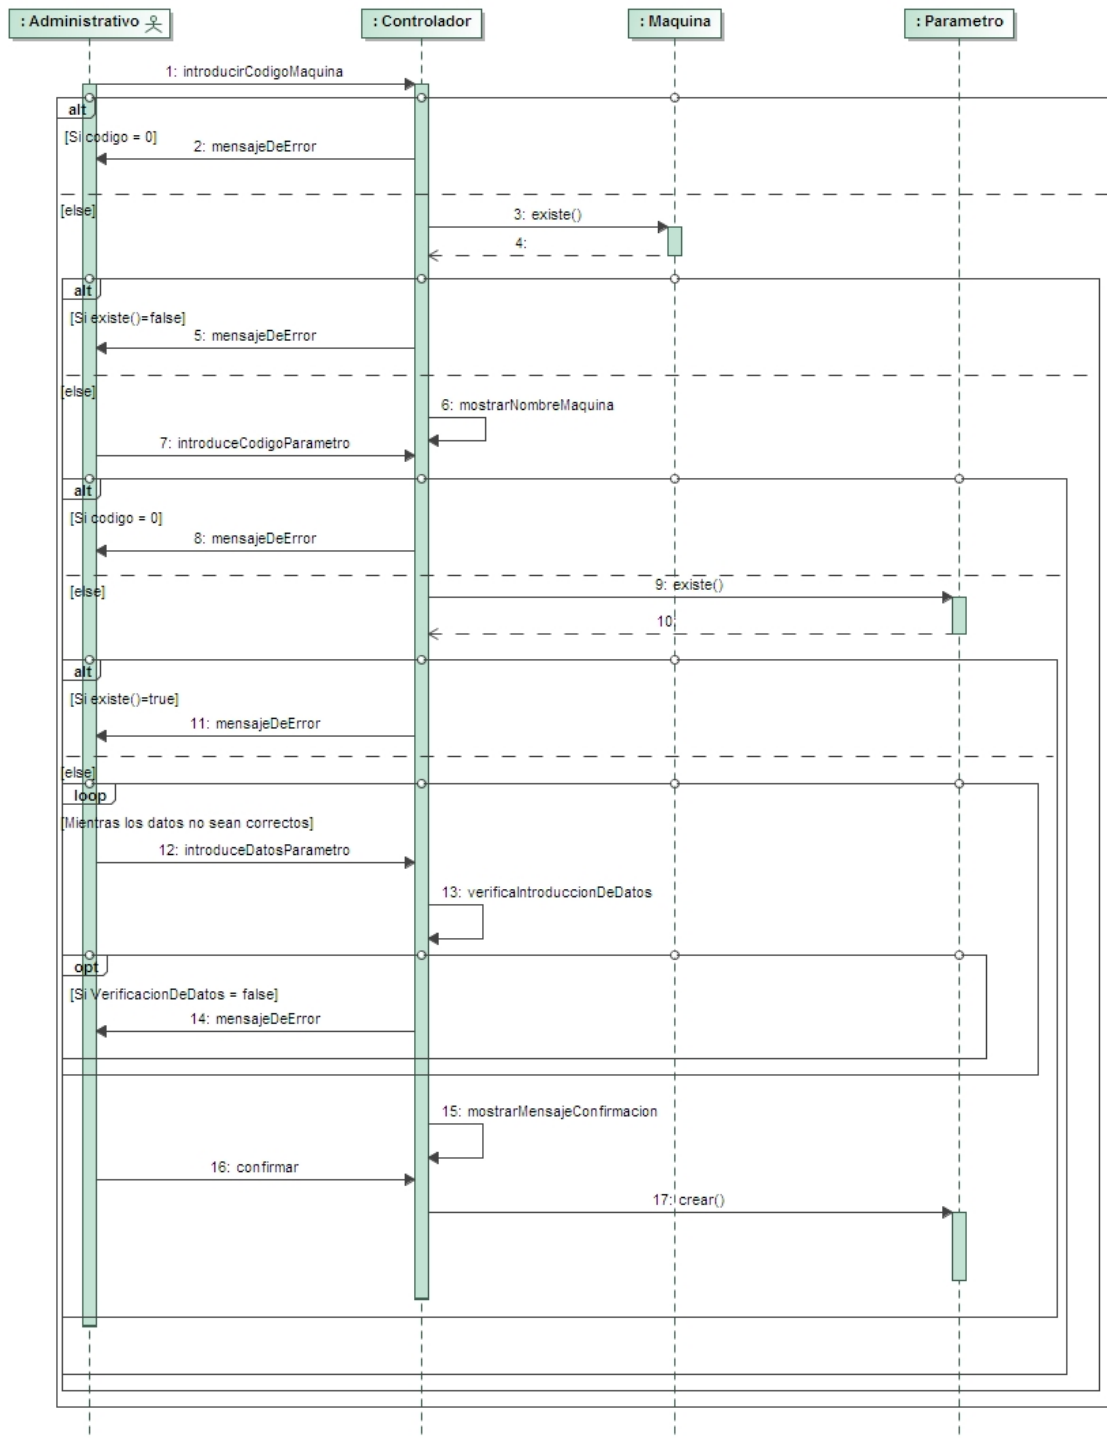 : Administrativo
: Controlador
: Maquina
: Parametro
1: introducirCodigoMaquina
alt
[Si codigo = 0]
2: mensajeDeError
[else]
3: existe()
4:
alt
[Si existe()=false]
5: mensajeDeError
[else]
6: mostrarNombreMaquina
7: introduceCodigoParametro
alt
[Si codigo = 0]
8: mensajeDeError
[else]
9: existe()
10:
alt
[Si existe()=true]
11: mensajeDeError
[else]
loop
[Mientras los datos no sean correctos]
12: introduceDatosParametro
13: verificaIntroduccionDeDatos
opt
[Si VerificacionDeDatos = false]
14: mensajeDeError
15: mostrarMensajeConfirmacion
16: confirmar
17: crear()